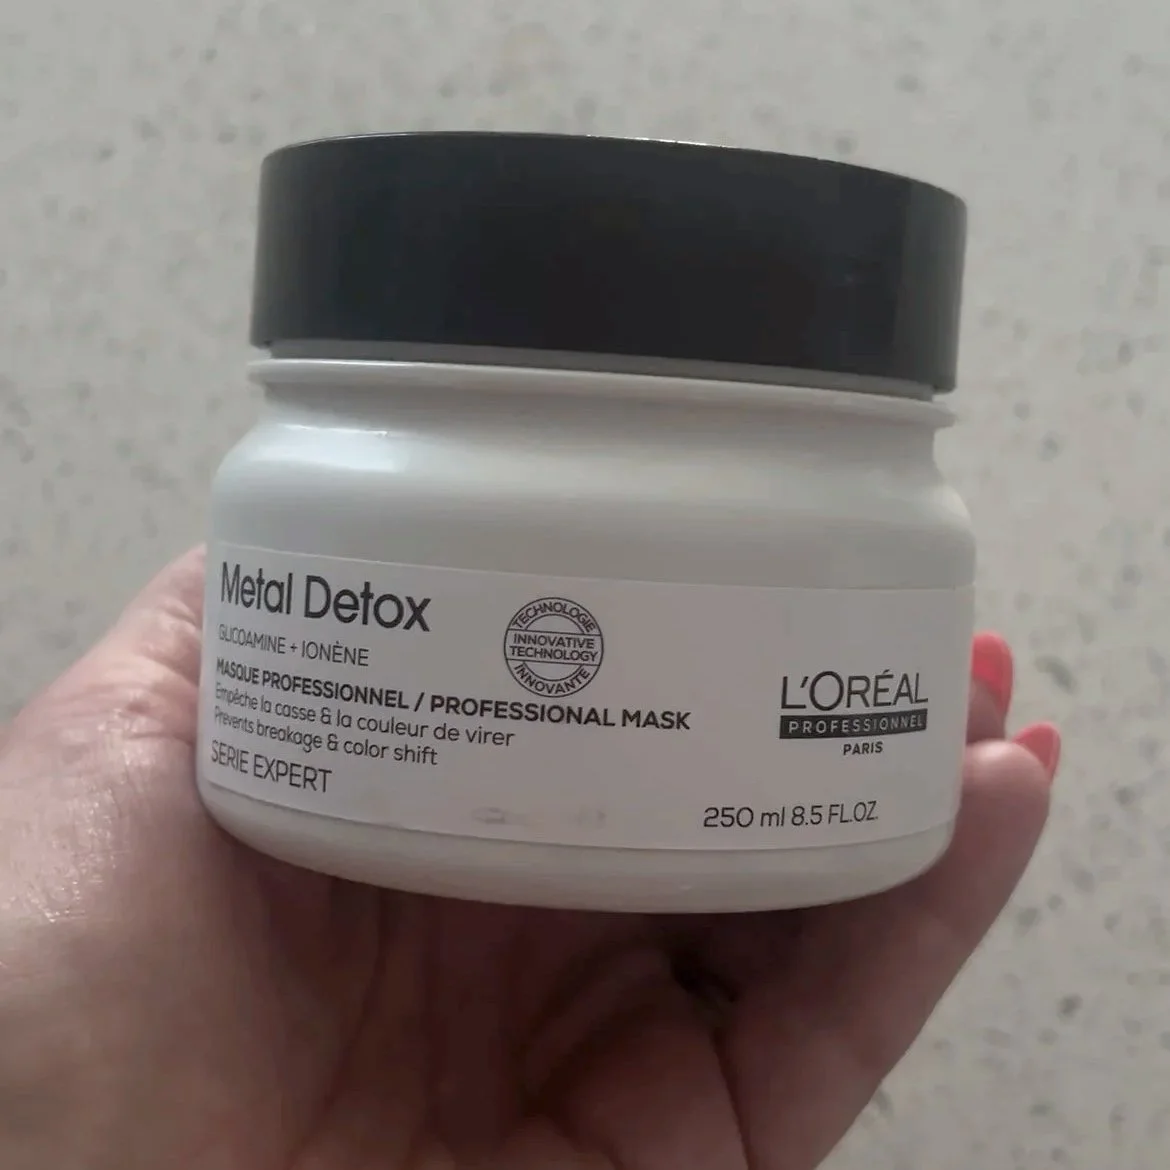 Metal Detox
GLICOAMINE + IONÈNE
MASQUE PROFESSIONNEL / PROFESSIONAL MASK
Empêche la casse & la couleur de virer
Prevents breakage & color shift
SERIE EXPERT
TECHNOLOGIE
INNOVATIVE
TECHNOLOGY
INNOVANTE
L'ORÉAL
PROFESSIONNEL
PARIS
250 ml 8.5 FL.OZ.